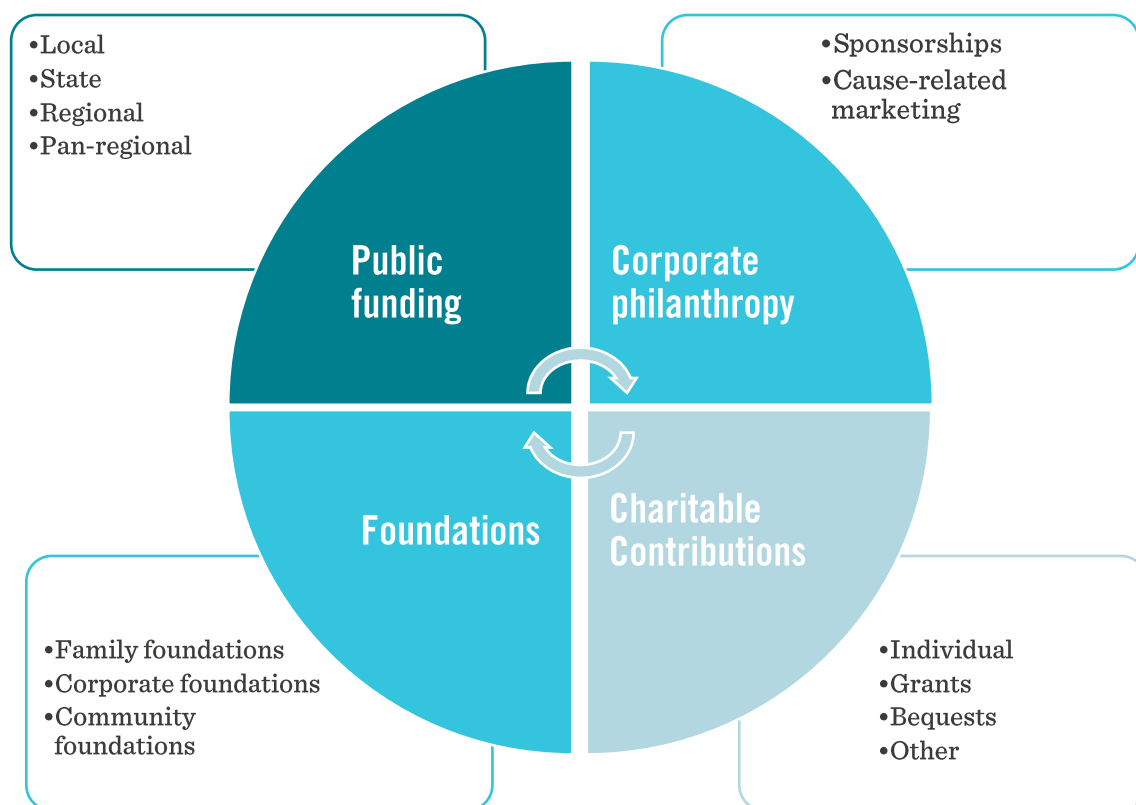 •Local
•State
•Regional
•Pan-regional
•Sponsorships
•Cause-related
marketing
Public
funding
Corporate
philanthropy
Foundations
Charitable
Contributions
•Family foundations
•Corporate foundations
•Community
foundations
•Individual
•Grants
•Bequests
•Other